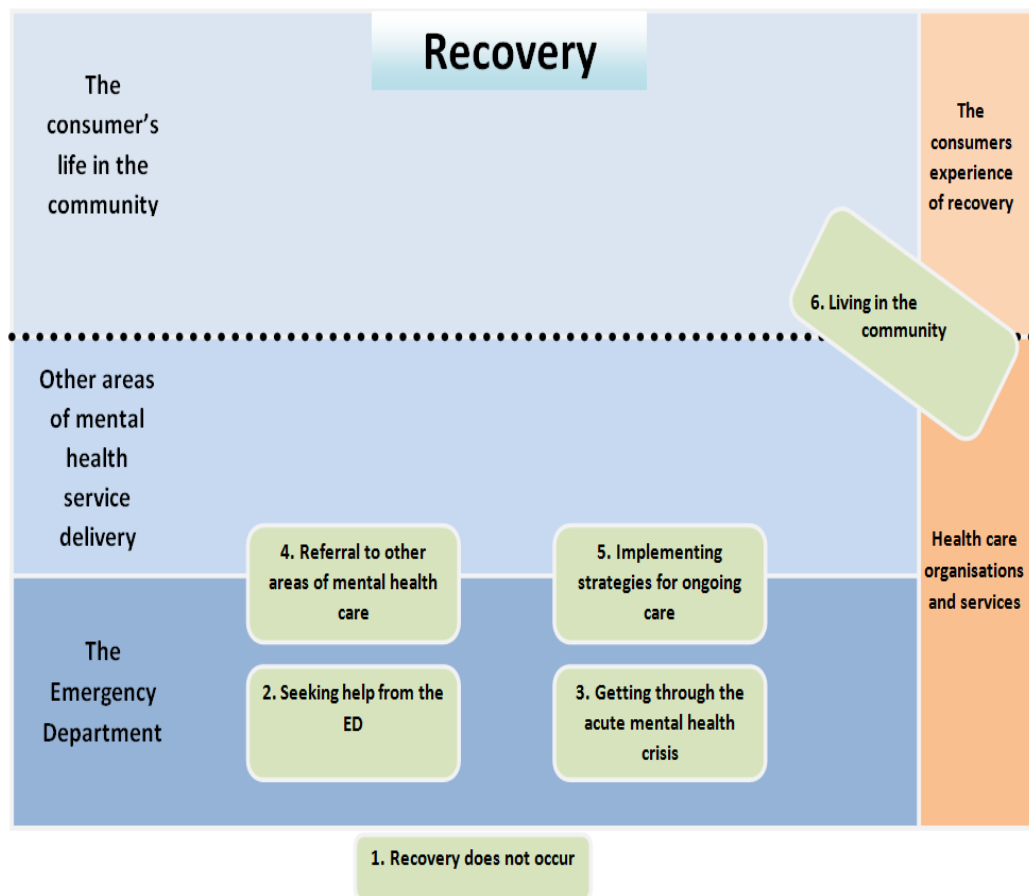 Recovery
The
consumer's
life in the
community
The
consumers
experience
of recovery
6. Living in the
community
Other areas
of mental
health
service
delivery
4. Referral to other
areas of mental health
care
5. Implementing
strategies for ongoing
care
Health care
organisations
and services
The
Emergency
Department
2. Seeking help from the
ED
3. Getting through the
acute mental health
crisis
1. Recovery does not occur